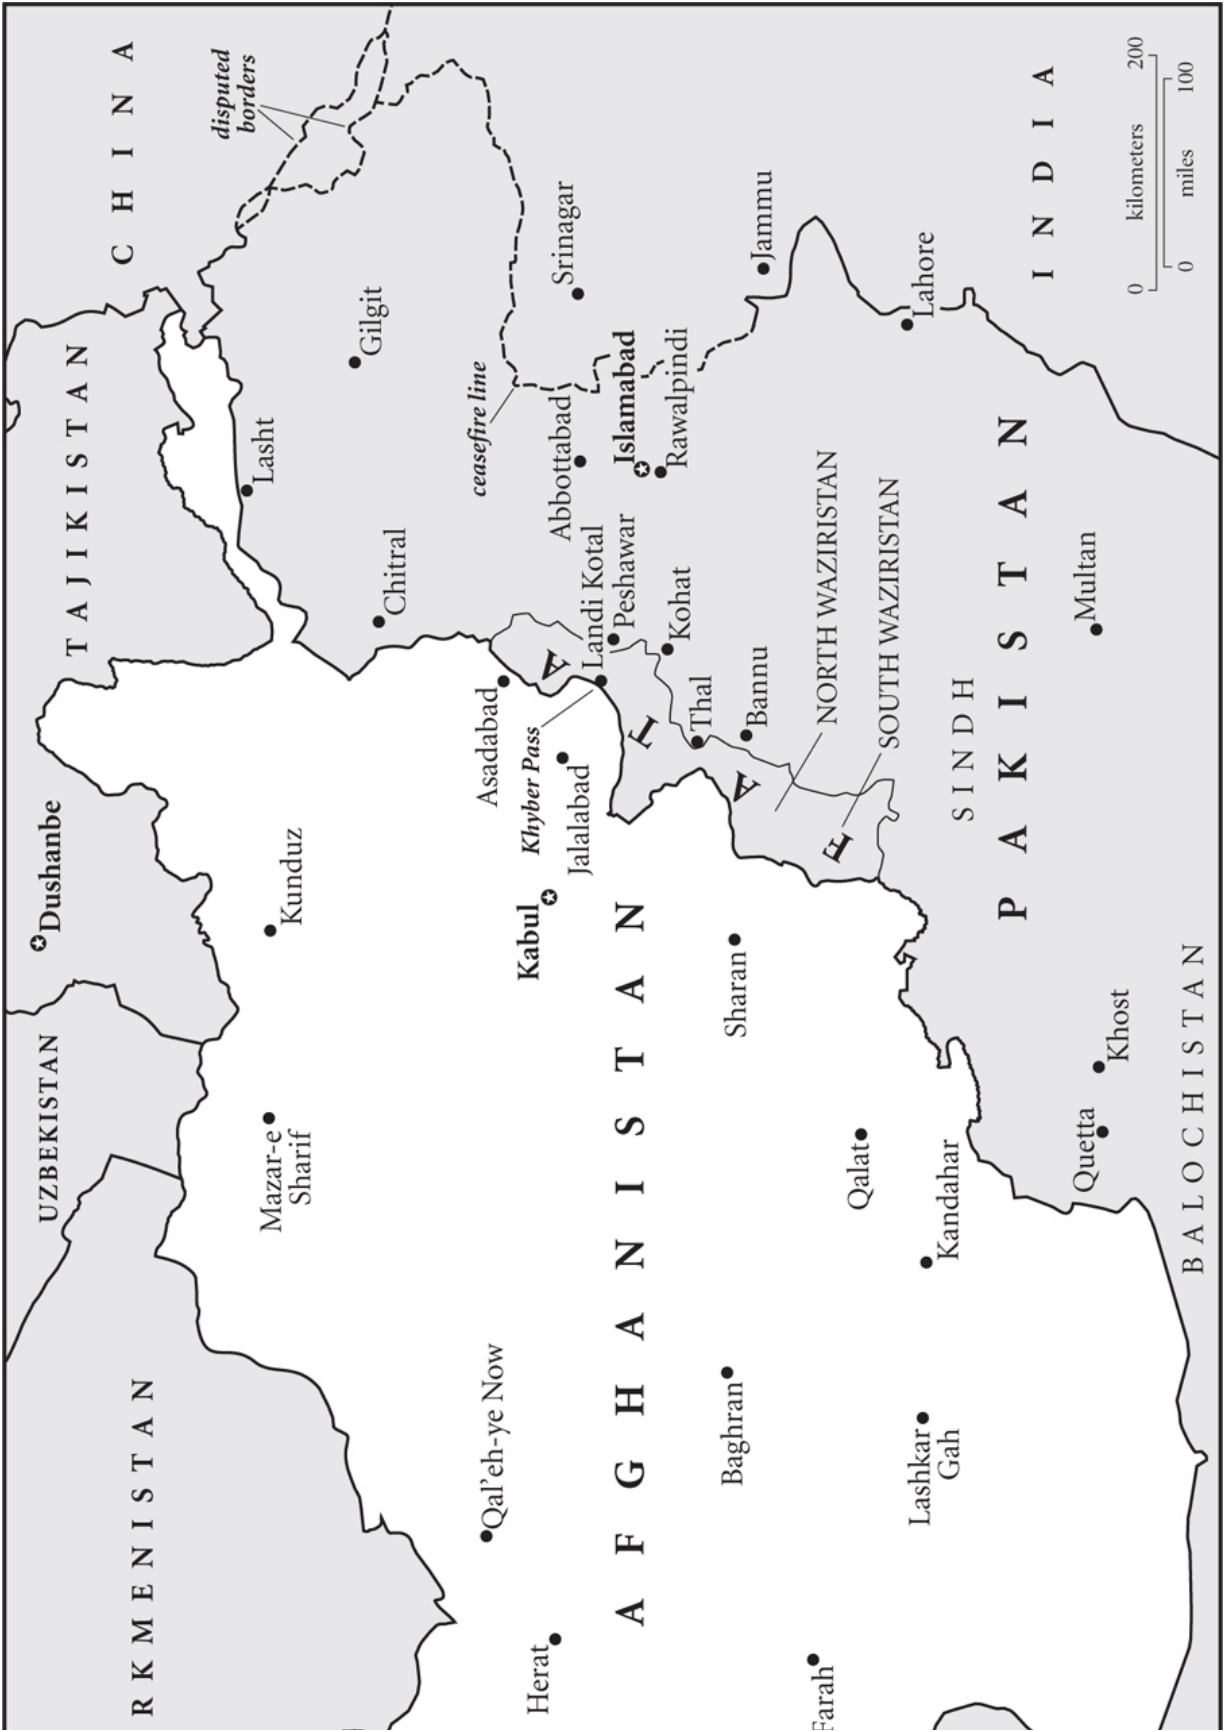 RKMENISTAN
UZBEKISTAN
TAJIKISTAN
CHINA
disputed
borders
Dushanbe
Mazar-e
Sharif
Kunduz
Lasht
Gilgit
Chitral
ceasefire line
Srinagar
Herat
Qal'eh-ye Now
Kabul
Khyber Pass
Asadabad
Jalalabad
Landi Kotal
Peshawar
Abbottabad
Islamabad
Rawalpindi
Jammu
Kohat
AFGHANISTAN
Thal
Bannu
FATA
NORTH WAZIRISTAN
SOUTH WAZIRISTAN
Sharan
Baghran
Farah
Qalat
Lashkar
Gah
Kandahar
Lahore
SINDH
PAKISTAN
INDIA
Multan
Quetta
Khost
BALOCHISTAN
0 kilometers 200
0 miles 100